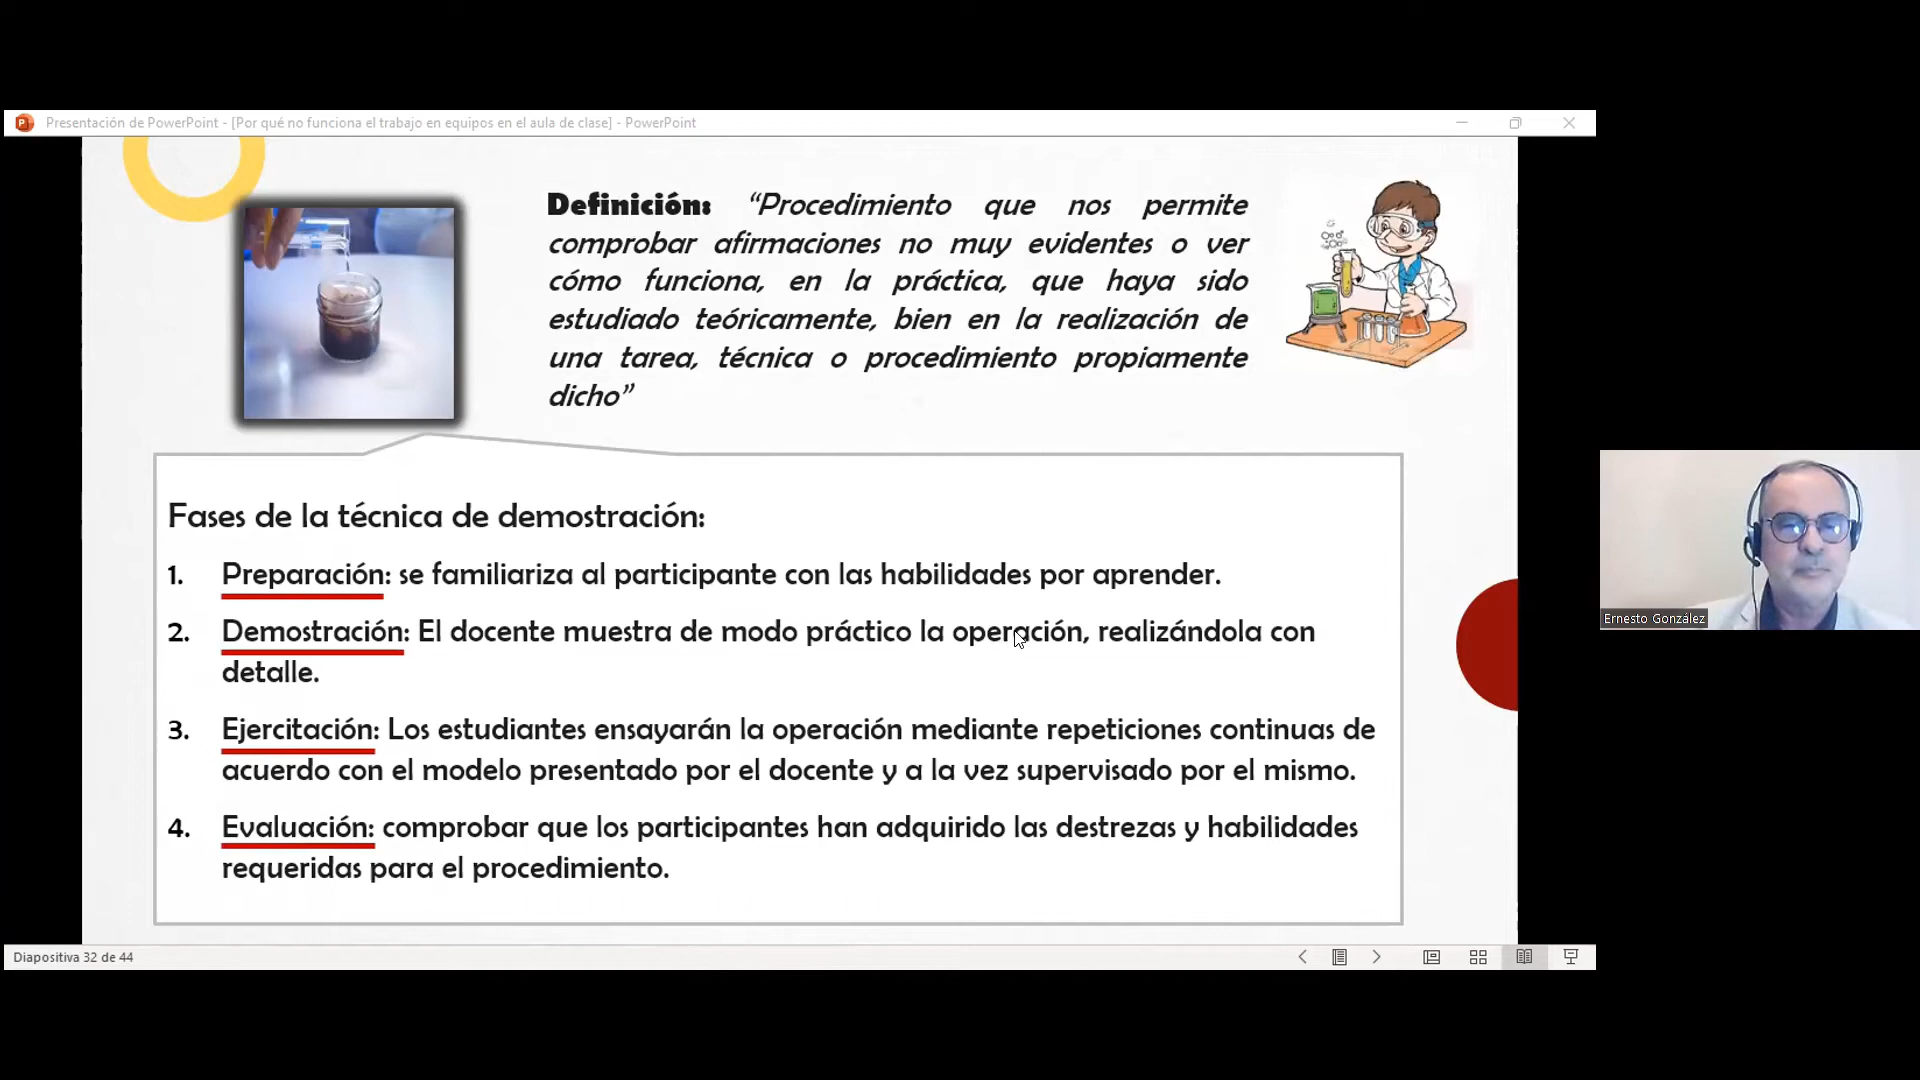 Presentación de PowerPoint - [Por qué no funciona el trabajo en equipos en el aula de clase] - PowerPoint
Definición: “Procedimiento que nos permite
comprobar afirmaciones no muy evidentes o ver
cómo funciona, en la práctica, que haya sido
estudiado teóricamente, bien en la realización de
una tarea, técnica o procedimiento propiamente
dicho”
Fases de la técnica de demostración:
1. Preparación: se familiariza al participante con las habilidades por aprender.
2. Demostración: El docente muestra de modo práctico la operación, realizándola con
detalle.
3. Ejercitación: Los estudiantes ensayarán la operación mediante repeticiones continuas de
acuerdo con el modelo presentado por el docente y a la vez supervisado por el mismo.
4. Evaluación: comprobar que los participantes han adquirido las destrezas y habilidades
requeridas para el procedimiento.
Ernesto González
Diapositiva 32 de 44